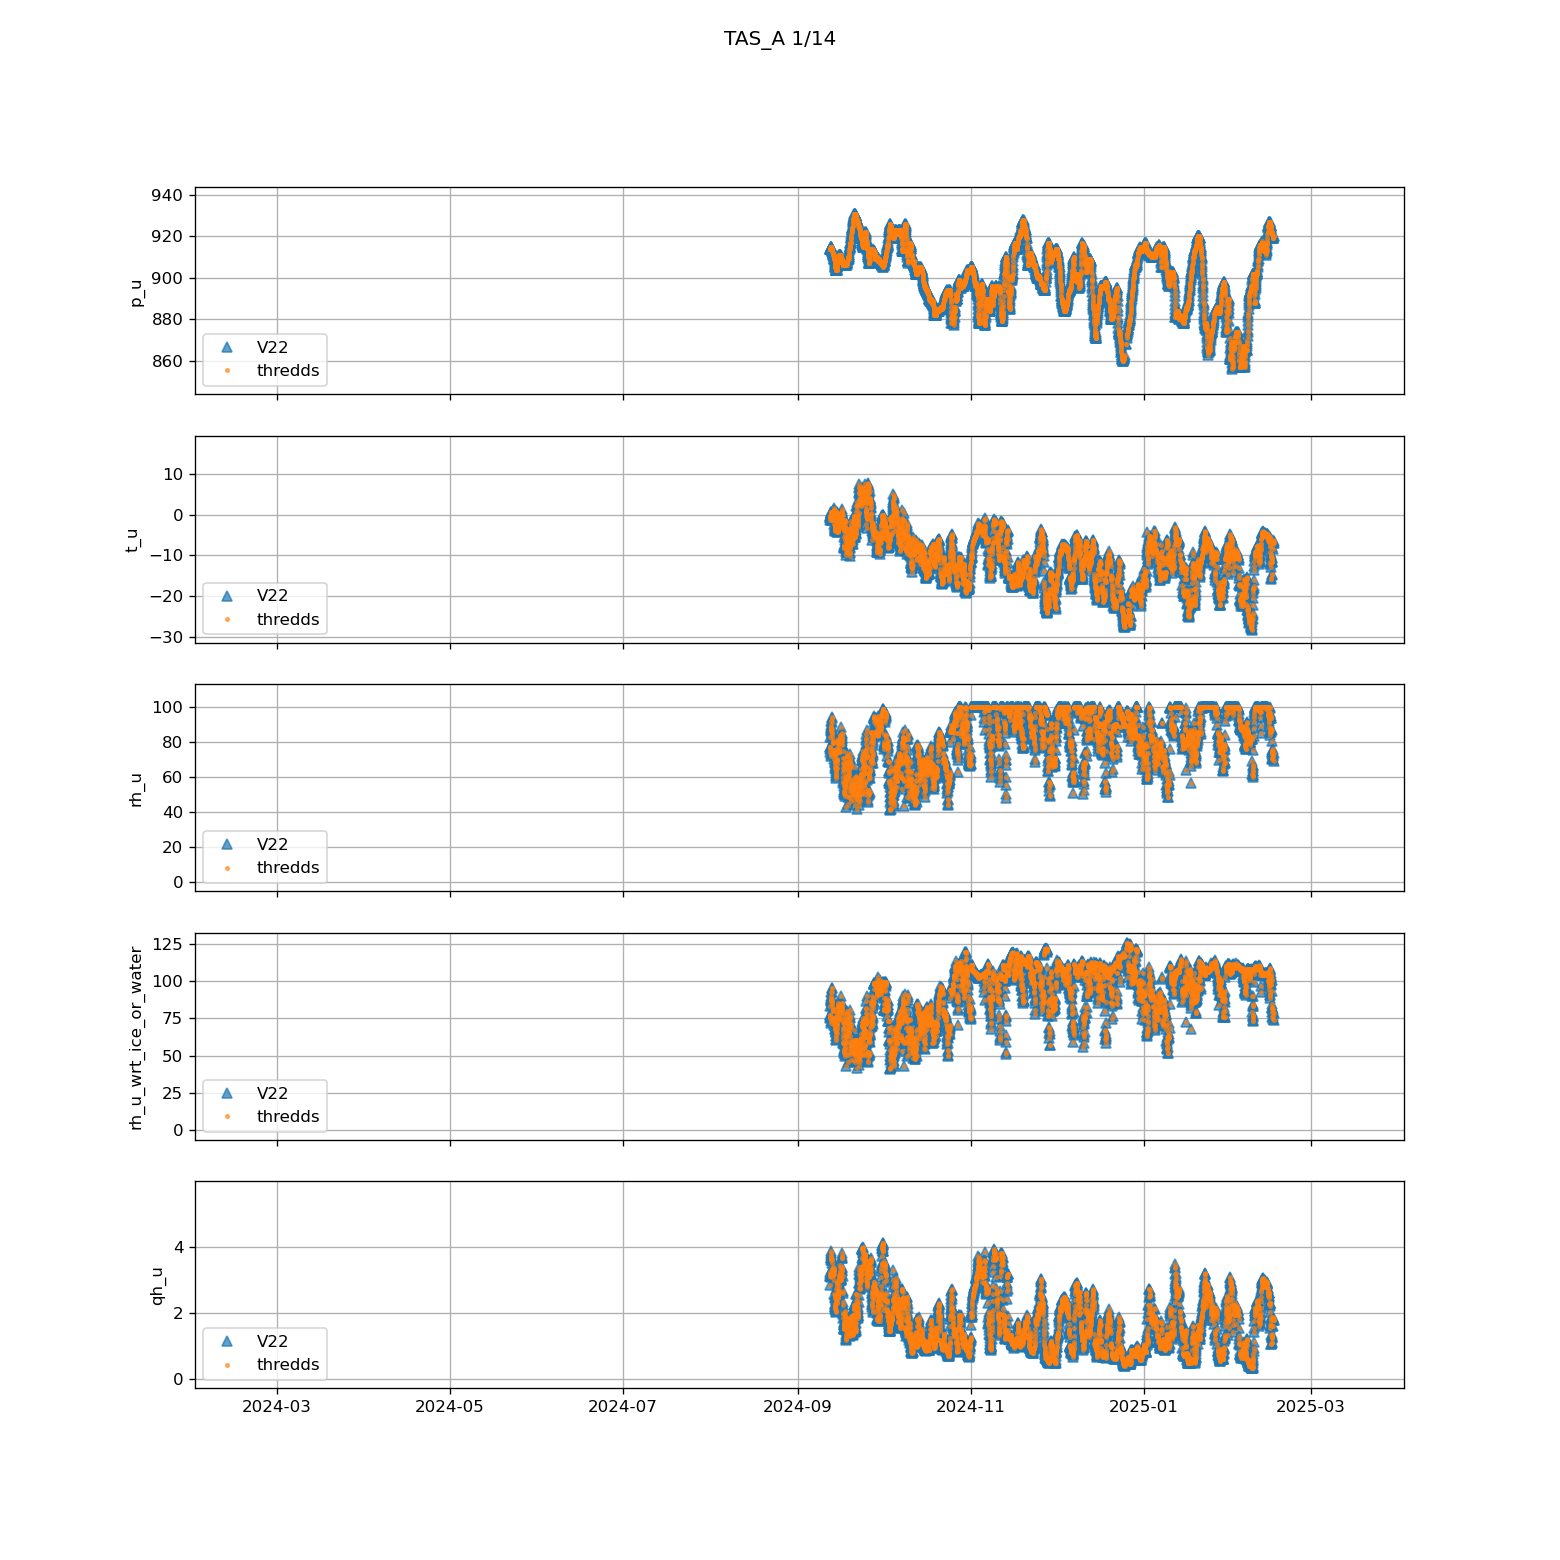 TAS_A 1/14
940
920
900
880
860
p_u
V22
thredds
10
0
−10
−20
−30
t_u
V22
thredds
100
80
60
40
20
0
rh_u
V22
thredds
125
100
75
50
25
0
rh_u_wrt_ice_or_water
V22
thredds
4
2
0
qh_u
V22
thredds
2024-03 2024-05 2024-07 2024-09 2024-11 2025-01 2025-03